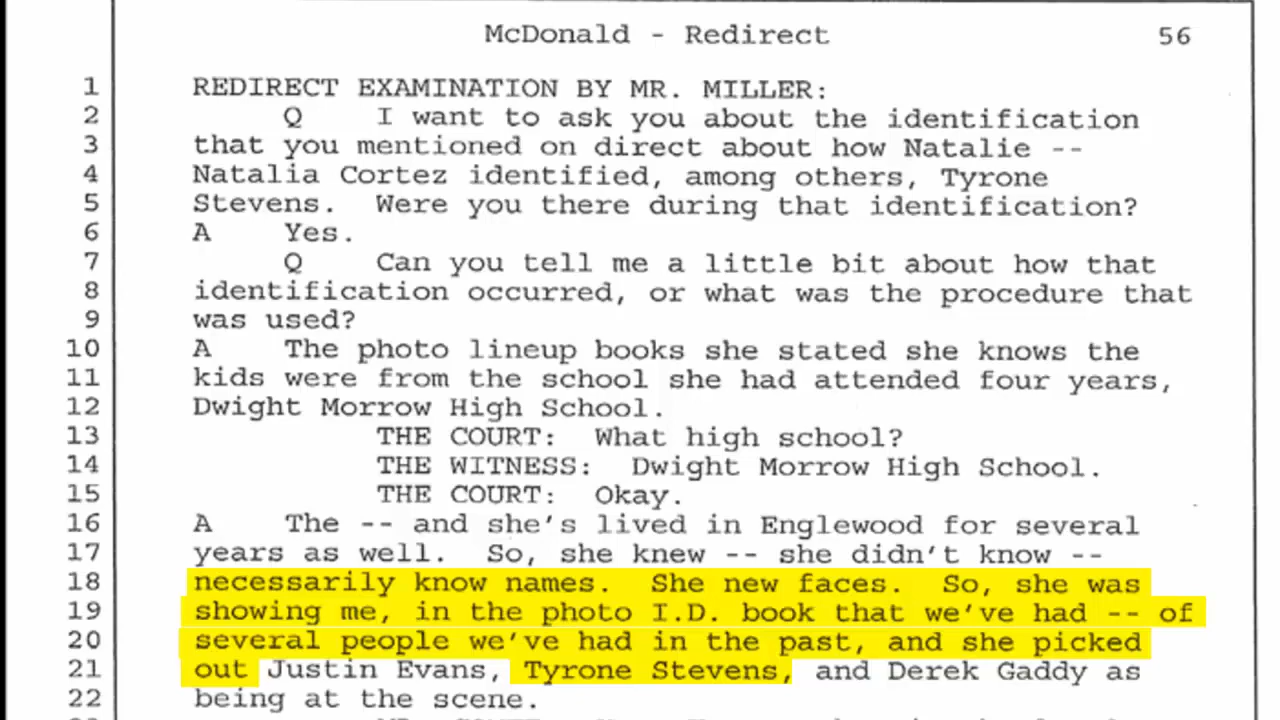 McDonald - Redirect 56
1 REDIRECT EXAMINATION BY MR. MILLER:
2 Q I want to ask you about the identification
3 that you mentioned on direct about how Natalie --
4 Natalia Cortez identified, among others, Tyrone
5 Stevens. Were you there during that identification?
6 A Yes.
7 Q Can you tell me a little bit about how that
8 identification occurred, or what was the procedure that
9 was used?
10 A The photo lineup books she stated she knows the
11 kids were from the school she had attended four years,
12 Dwight Morrow High School.
13 THE COURT: What high school?
14 THE WITNESS: Dwight Morrow High School.
15 THE COURT: Okay.
16 A The -- and she's lived in Englewood for several
17 years as well. So, she knew -- she didn't know --
18 necessarily know names. She new faces. So, she was
19 showing me, in the photo I.D. book that we've had -- of
20 several people we've had in the past, and she picked
21 out Justin Evans, Tyrone Stevens, and Derek Gaddy as
22 being at the scene.